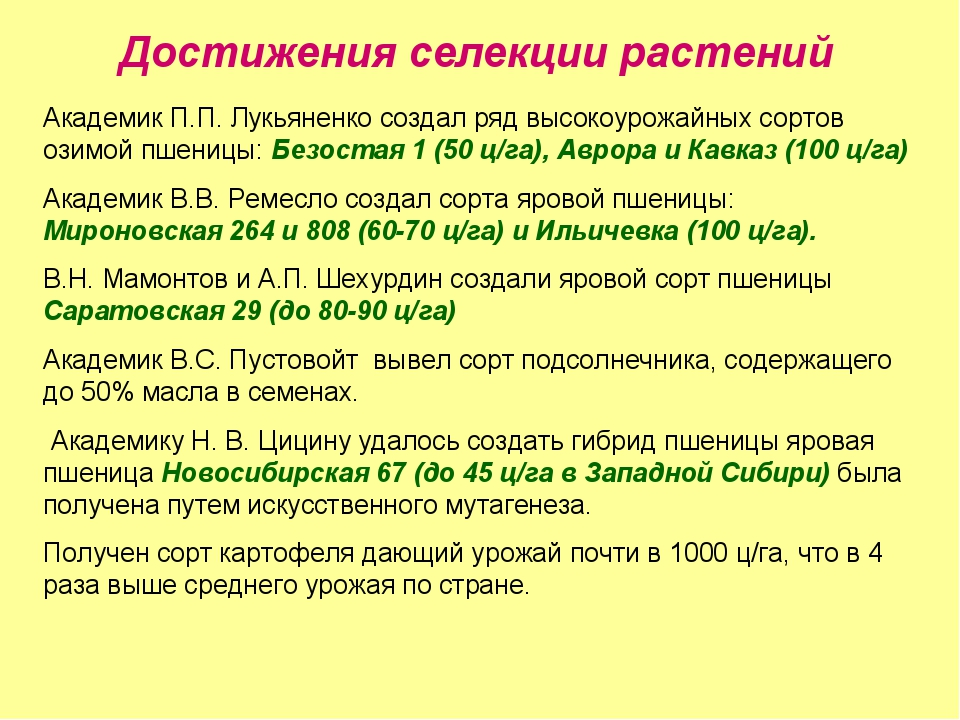 Достижения селекции растений
Академик П.П. Лукьяненко создал ряд высокоурожайных сортов
озимой пшеницы: Безостая 1 (50 ц/га), Аврора и Кавказ (100 ц/га)
Академик В.В. Ремесло создал сорта яровой пшеницы:
Мироновская 264 и 808 (60-70 ц/га) и Ильичевка (100 ц/га).
В.Н. Мамонтов и А.П. Шехурдин создали яровой сорт пшеницы
Саратовская 29 (до 80-90 ц/га)
Академик В.С. Пустовойт вывел сорт подсолнечника, содержащего
до 50% масла в семенах.
Академику Н. В. Цицину удалось создать гибрид пшеницы яровая
пшеница Новосибирская 67 (до 45 ц/га в Западной Сибири) была
получена путем искусственного мутагенеза.
Получен сорт картофеля дающий урожай почти в 1000 ц/га, что в 4
раза выше среднего урожая по стране.